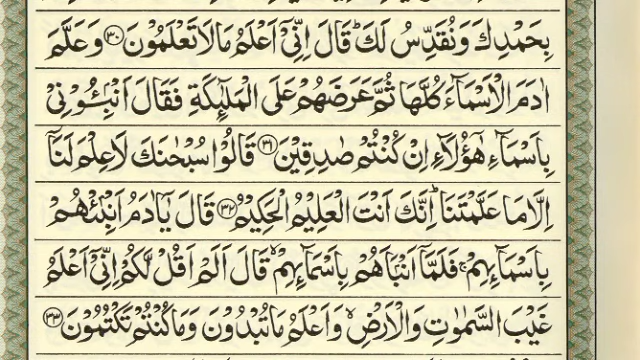 بِحَمْدِكَ وَنُقَدِّسُ لَكَ ؕ قَالَ اِنِّىْٓ اَعْلَمُ مَا لَا تَعْلَمُوْنَ ﴿۳۰﴾ وَعَلَّمَ
اٰدَمَ الْاَسْمَآءَ كُلَّهَا ثُمَّ عَرَضَهُمْ عَلَى الْمَلٰٓئِكَةِ فَقَالَ اَنْۢبِـُٔوْنِىْ
بِاَسْمَآءِ هٰٓؤُلَآءِ اِنْ كُنْتُمْ صٰدِقِيْنَ ﴿۳۱﴾ قَالُوْا سُبْحٰنَكَ لَا عِلْمَ لَنَآ
اِلَّا مَا عَلَّمْتَنَا ؕ اِنَّكَ اَنْتَ الْعَلِيْمُ الْحَكِيْمُ ﴿۳۲﴾ قَالَ يٰٓاٰدَمُ اَنْۢبِئْهُمْ
بِاَسْمَآئِهِمْ ۚ فَلَمَّآ اَنْۢبَاَهُمْ بِاَسْمَآئِهِمْ ۙ قَالَ اَلَمْ اَقُلْ لَّكُمْ اِنِّىْٓ اَعْلَمُ
غَيْبَ السَّمٰوٰتِ وَالْاَرْضِ ۙ وَاَعْلَمُ مَا تُبْدُوْنَ وَمَا كُنْتُمْ تَكْتُمُوْنَ ﴿۳۳﴾